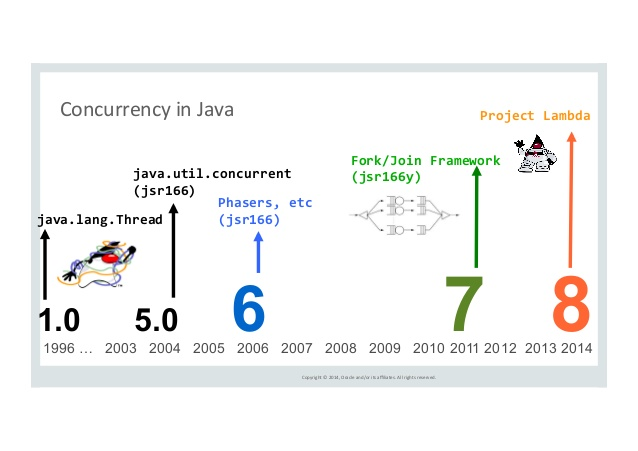 Concurrency in Java
Project Lambda
Fork/Join Framework
(jsr166y)
java.util.concurrent
(jsr166)
Phasers, etc
(jsr166)
java.lang.Thread
1.0
5.0
6
7
8
1996 … 2003 2004 2005 2006 2007 2008 2009 2010 2011 2012 2013 2014
Copyright © 2014, Oracle and/or its affiliates. All rights reserved.